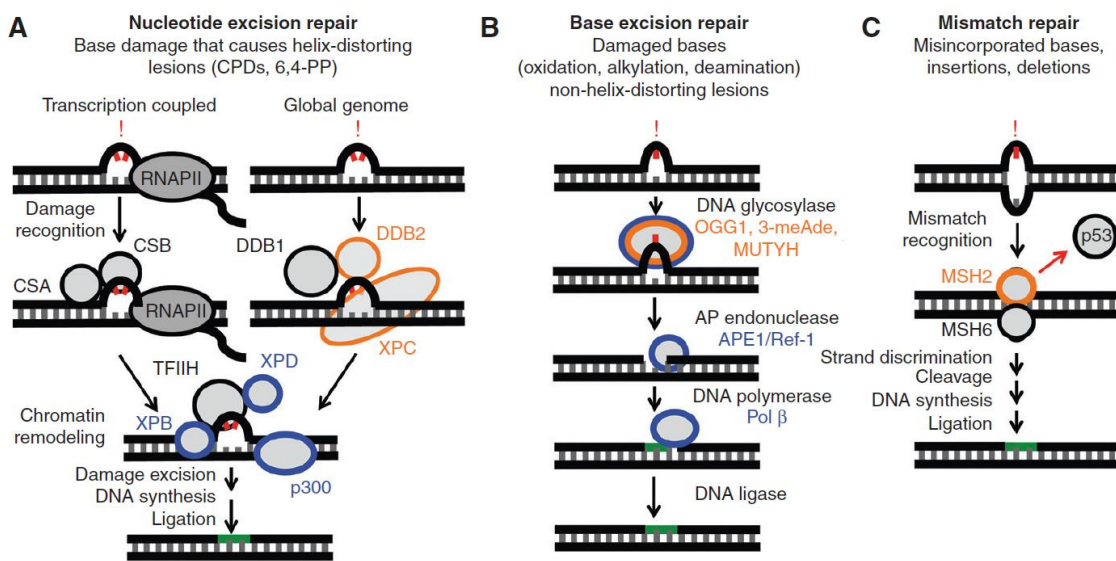 A
Nucleotide excision repair
Base damage that causes helix-distorting
lesions (CPDs, 6,4-PP)
Transcription coupled
Global genome
!
!
RNAPII
Damage
recognition
CSB
CSA
RNAPII
DDB1
DDB2
XPC
TFIIH
XPD
Chromatin
remodeling
XPB
p300
Damage excision
DNA synthesis
Ligation
B
Base excision repair
Damaged bases
(oxidation, alkylation, deamination)
non-helix-distorting lesions
!
DNA glycosylase
OGG1, 3-meAde,
MUTYH
AP endonuclease
APE1/Ref-1
DNA polymerase
Pol β
DNA ligase
C
Mismatch repair
Misincorporated bases,
insertions, deletions
!
Mismatch
recognition
p53
MSH2
MSH6
Strand discrimination
Cleavage
DNA synthesis
Ligation